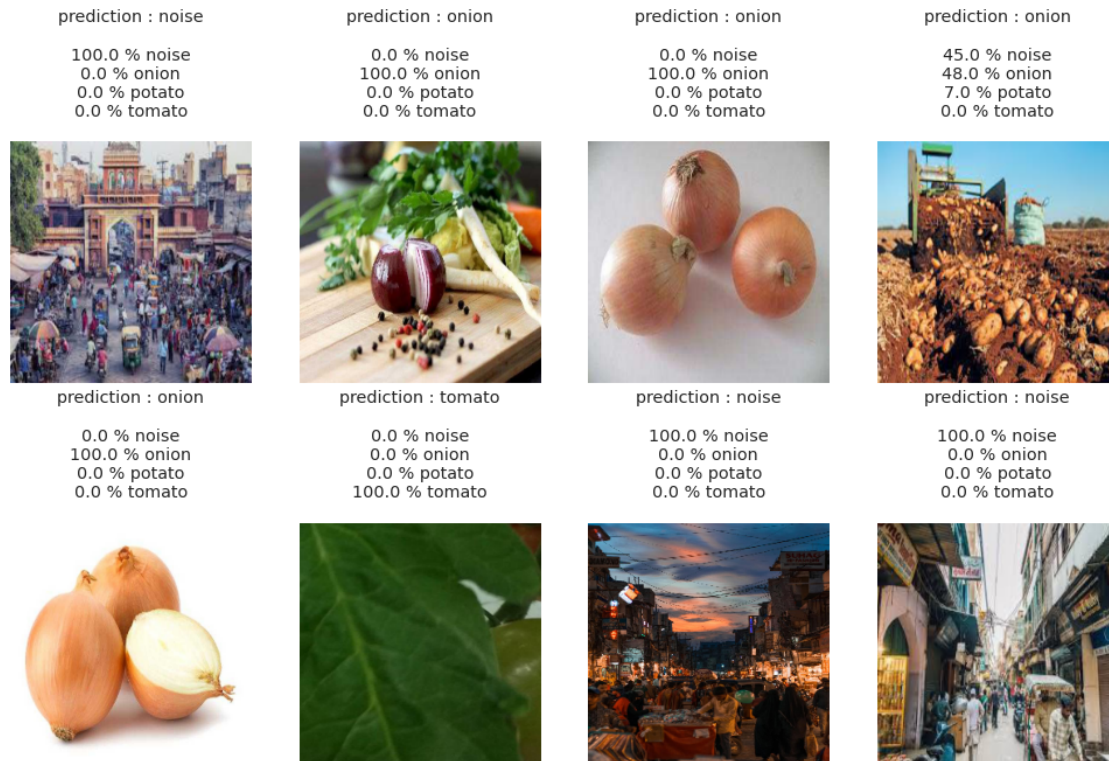 prediction : noise
100.0 % noise
0.0 % onion
0.0 % potato
0.0 % tomato
prediction : onion
0.0 % noise
100.0 % onion
0.0 % potato
0.0 % tomato
prediction : onion
0.0 % noise
100.0 % onion
0.0 % potato
0.0 % tomato
prediction : onion
45.0 % noise
48.0 % onion
7.0 % potato
0.0 % tomato
prediction : onion
0.0 % noise
100.0 % onion
0.0 % potato
0.0 % tomato
prediction : tomato
0.0 % noise
0.0 % onion
0.0 % potato
100.0 % tomato
prediction : noise
100.0 % noise
0.0 % onion
0.0 % potato
0.0 % tomato
prediction : noise
100.0 % noise
0.0 % onion
0.0 % potato
0.0 % tomato